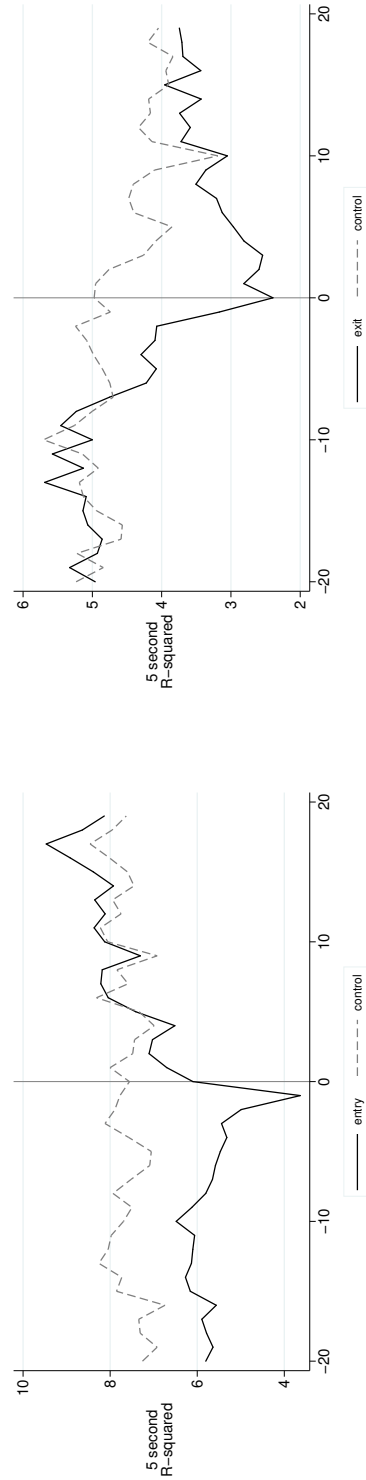 5 second
R−squared
10
8
6
4
−20
−10
0
10
20
entry
control
5 second
R−squared
6
5
4
3
2
−20
−10
0
10
20
exit
control